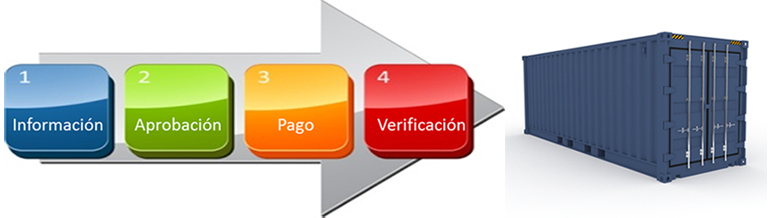 1
Información
2
Aprobación
3
Pago
4
Verificación